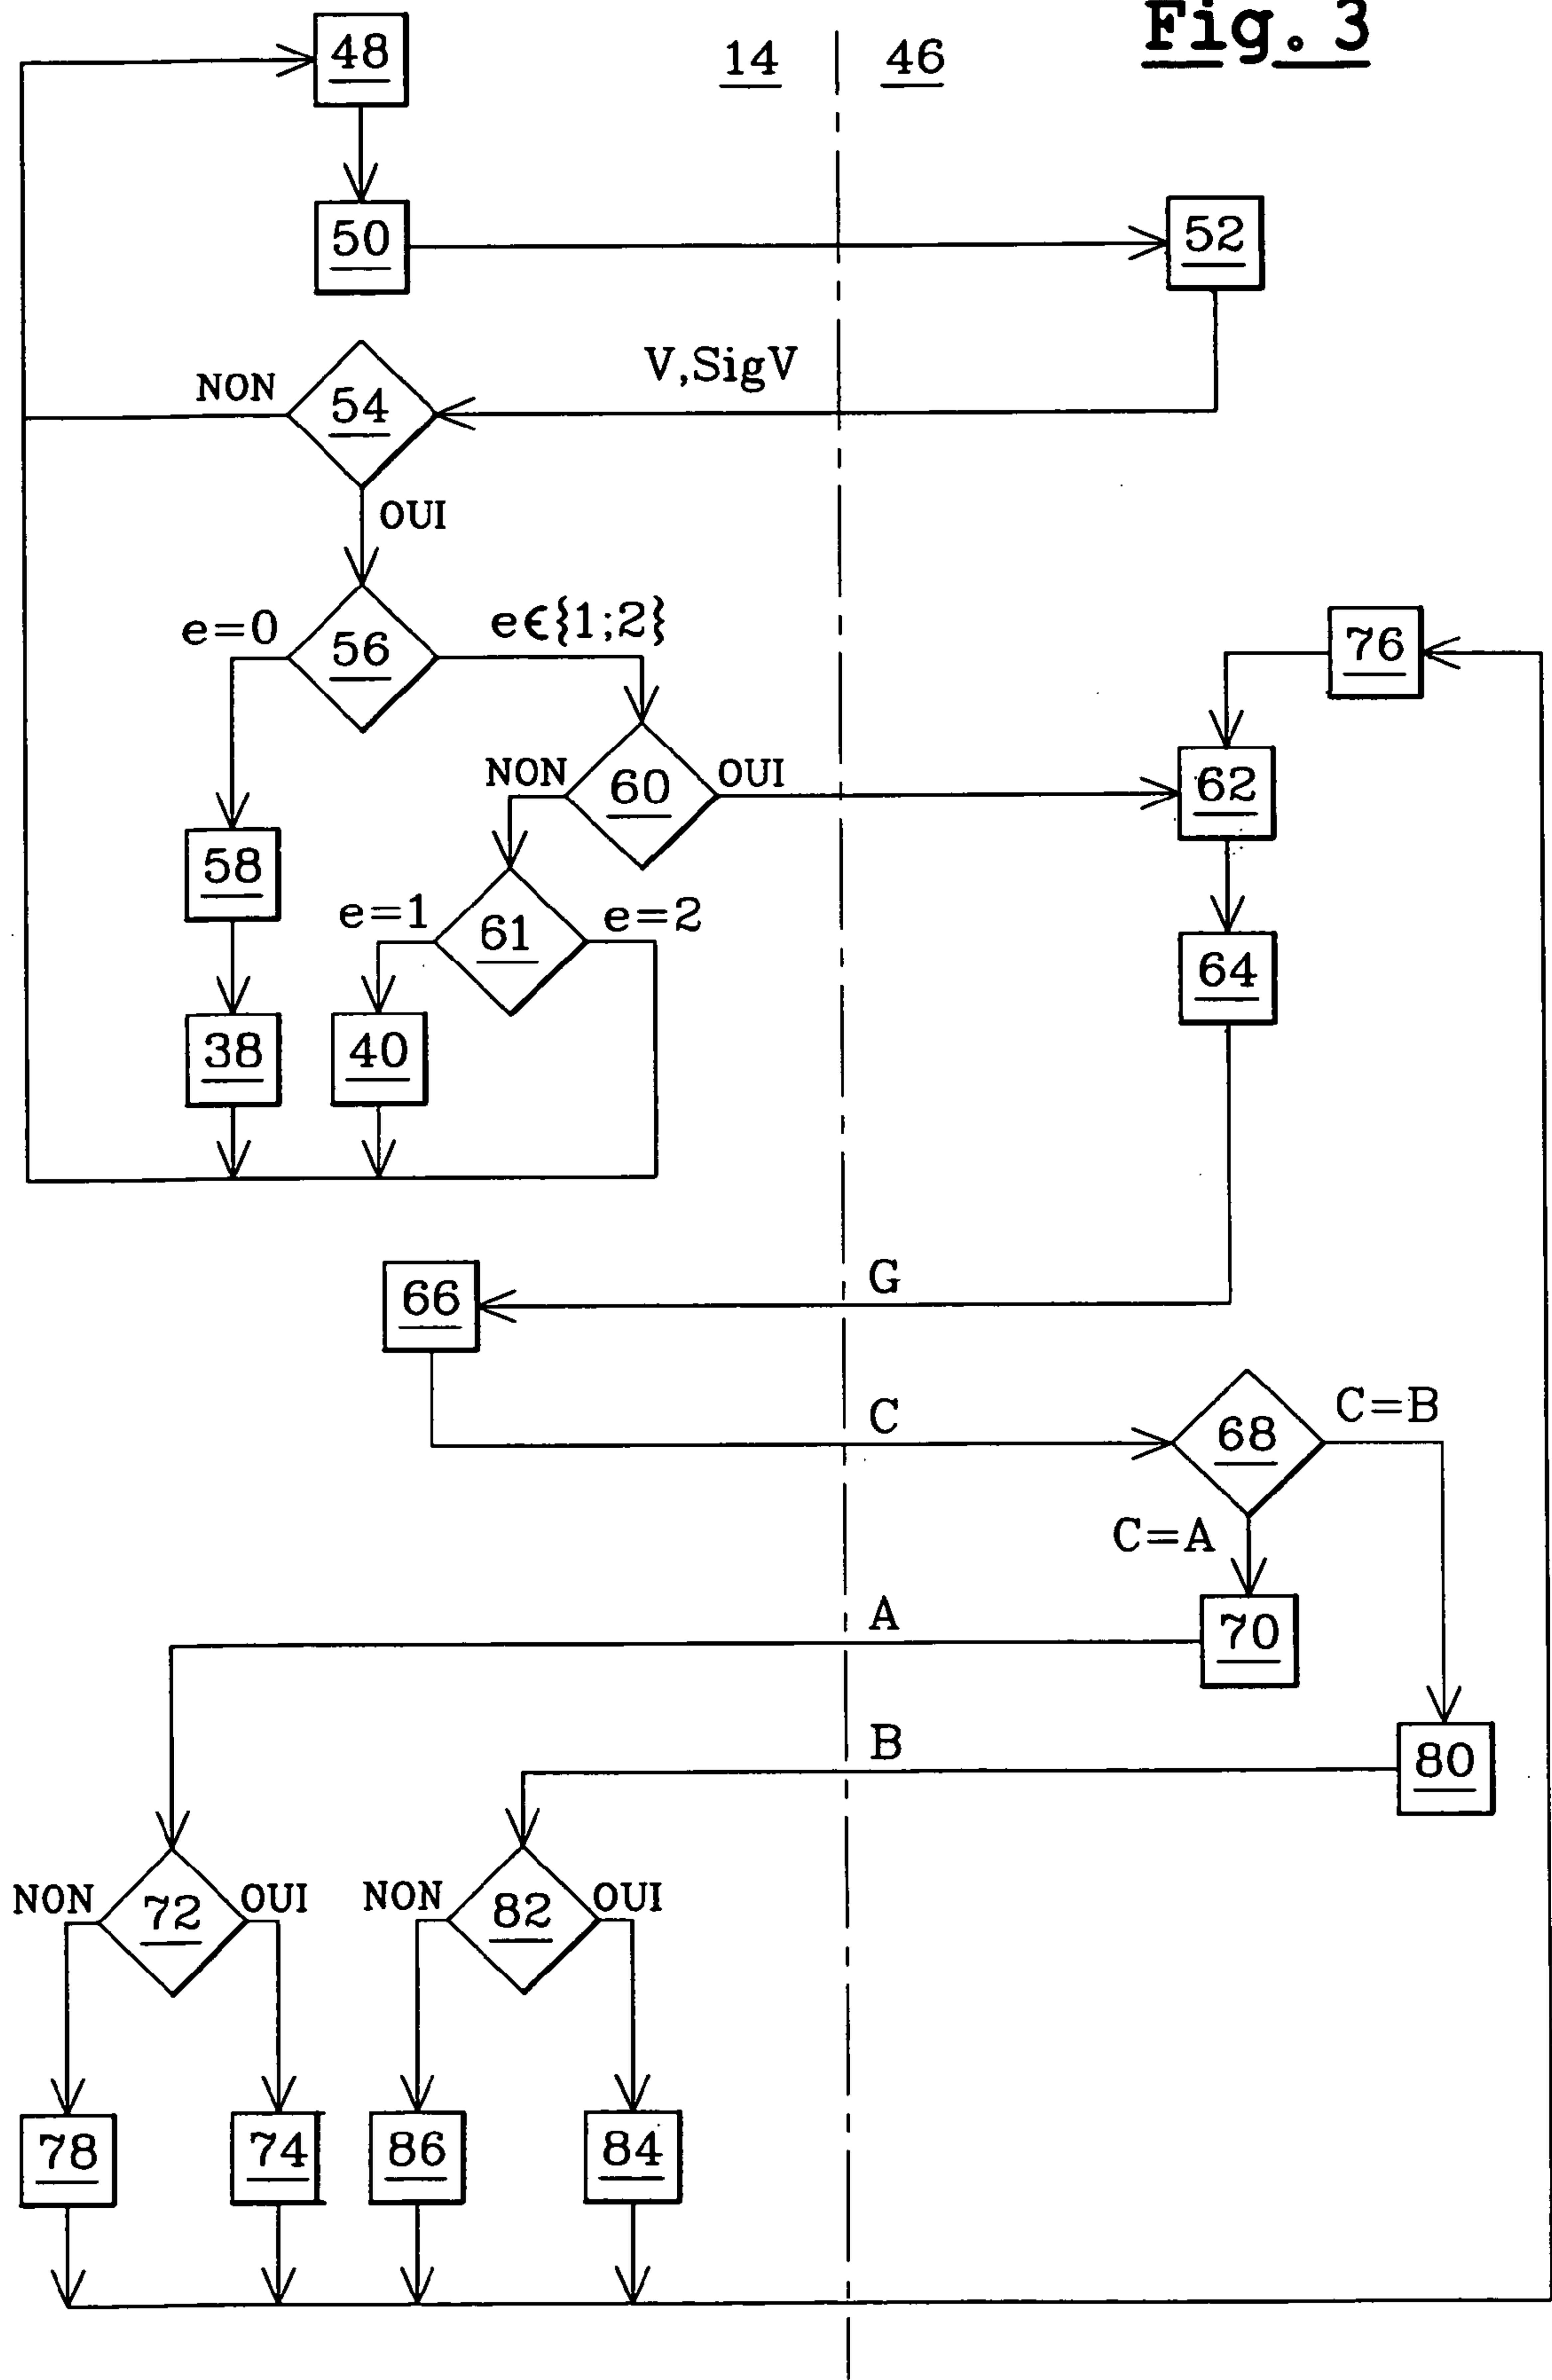 Fig. 3
14
46
48
50
52
V,SigV
NON
54
OUI
e=0
56
e∈{1;2}
76
NON
60
OUI
62
58
e=1
61
e=2
64
38
40
G
66
C
68
C=B
C=A
A
70
B
80
NON
72
OUI
NON
82
OUI
78
74
86
84